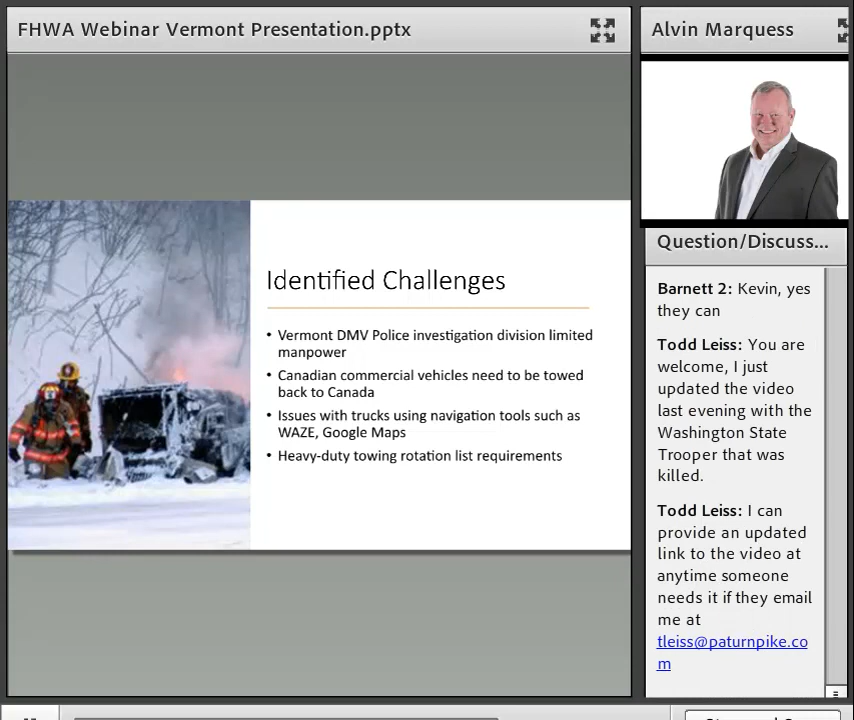 FHWA Webinar Vermont Presentation.pptx
Alvin Marquess
Identified Challenges
• Vermont DMV Police investigation division limited
manpower
• Canadian commercial vehicles need to be towed
back to Canada
• Issues with trucks using navigation tools such as
WAZE, Google Maps
• Heavy-duty towing rotation list requirements
Question/Discuss...
Barnett 2: Kevin, yes
they can
Todd Leiss: You are
welcome, I just
updated the video
last evening with the
Washington State
Trooper that was
killed.
Todd Leiss: I can
provide an updated
link to the video at
anytime someone
needs it if they email
me at
tleiss@paturnpike.co
m